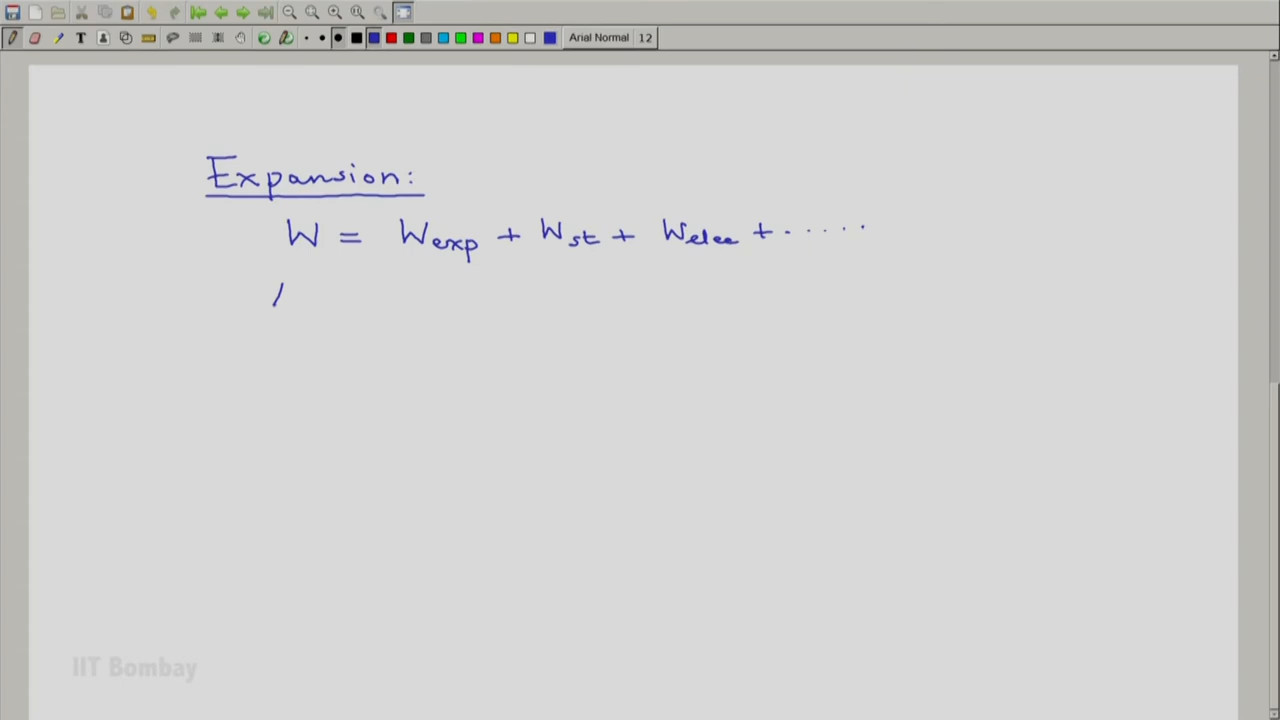 Arial Normal 12
Expansion:
W = Wexp + Wst + Welec + .....
IIT Bombay